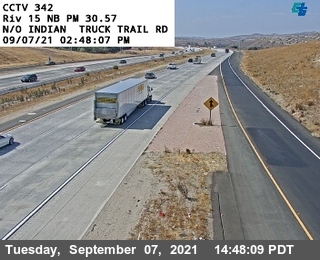 CCTV 342
Riv 15 NB PM 30.57
N/O INDIAN TRUCK TRAIL RD
09/07/21 02:48:07 PM
Tuesday, September 07, 2021 14:48:09 PDT